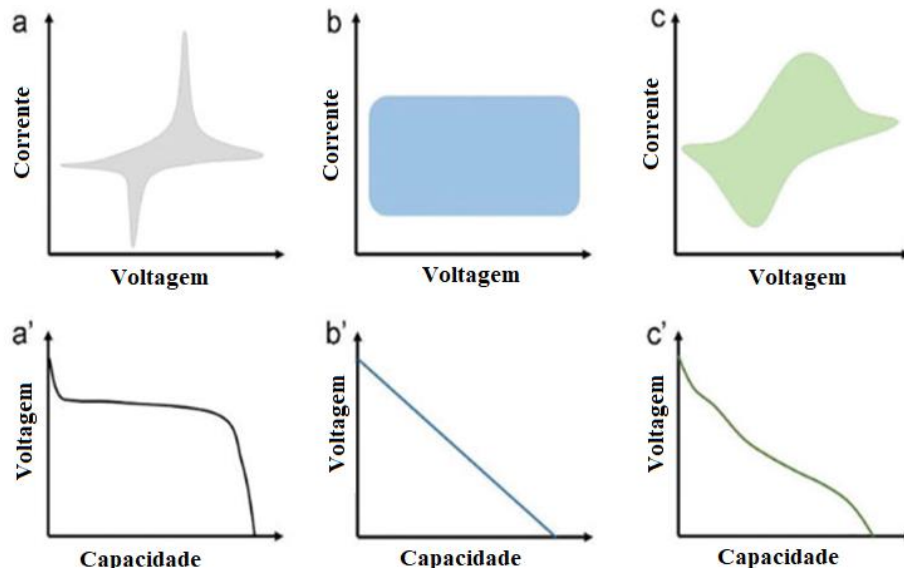 a
Corrente
Voltagem
b
Corrente
Voltagem
c
Corrente
Voltagem
a'
Voltagem
Capacidade
b'
Voltagem
Capacidade
c'
Voltagem
Capacidade